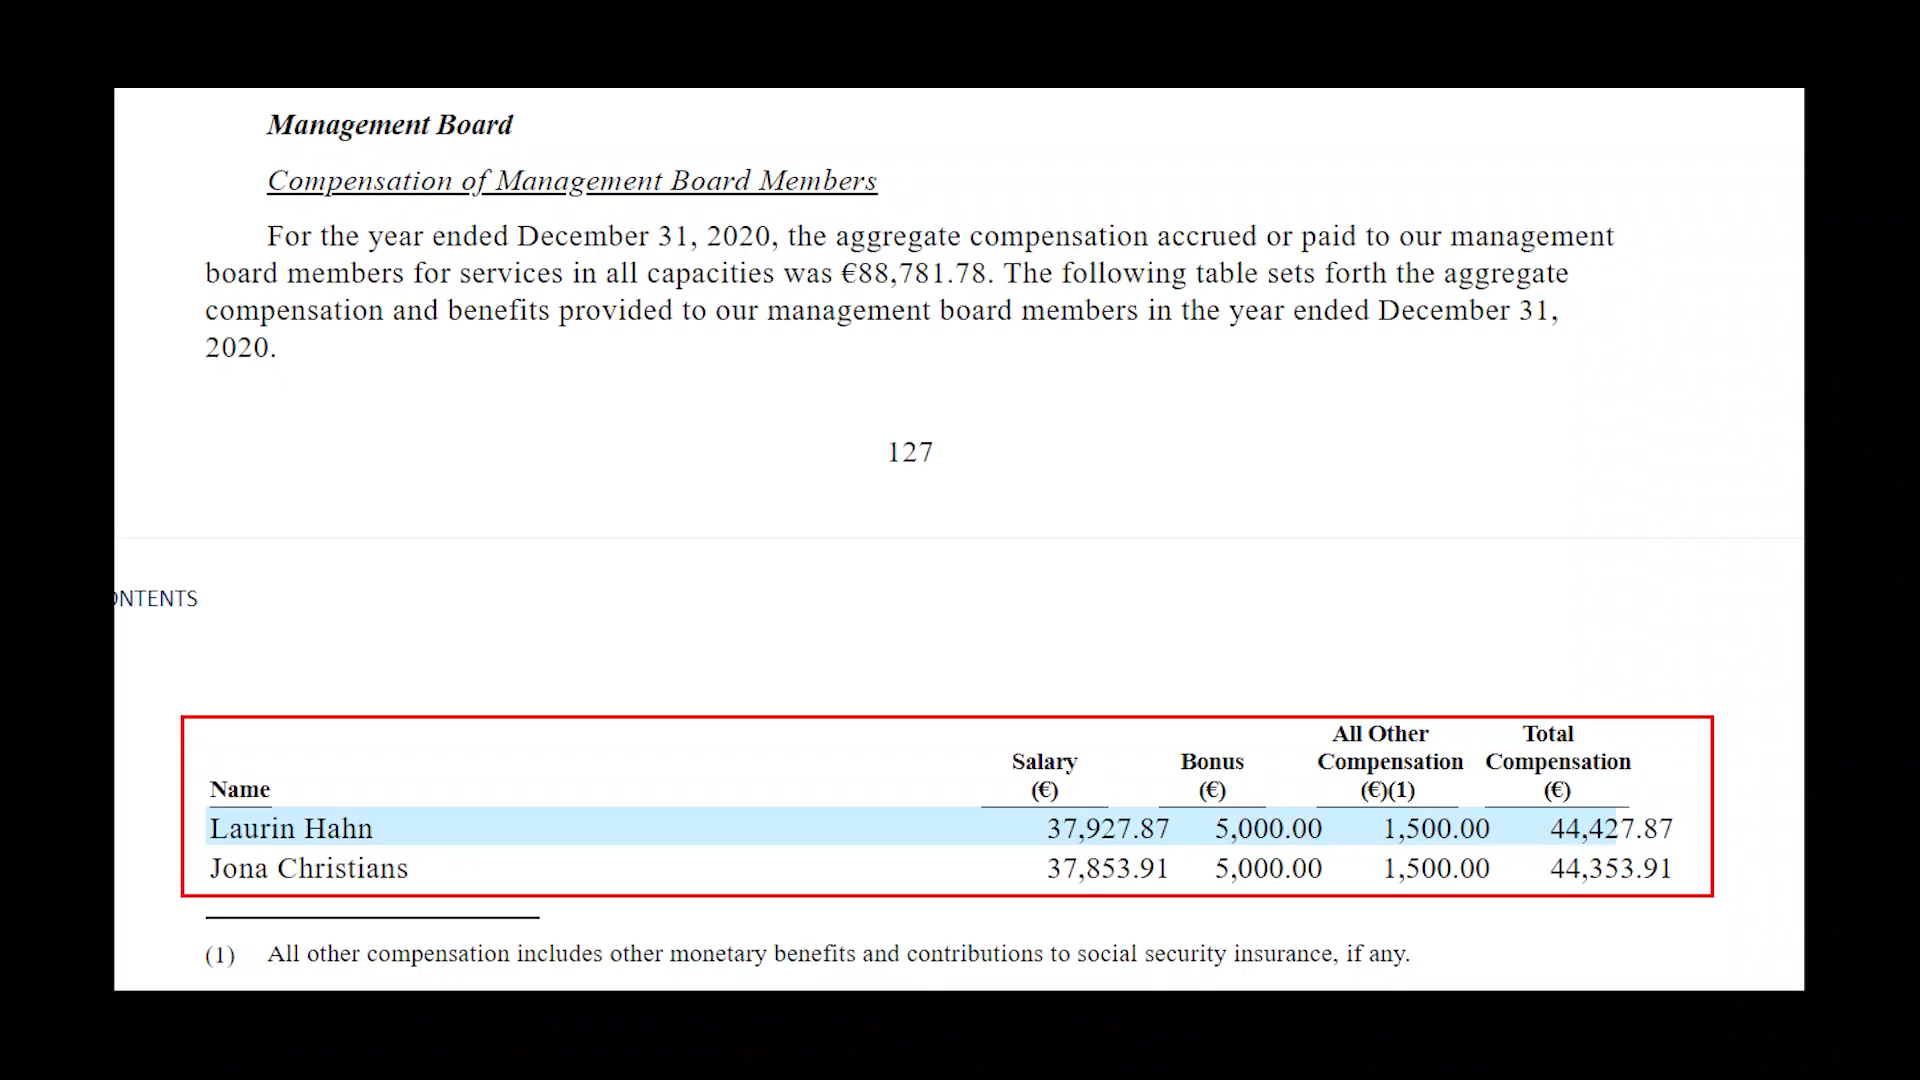 Management Board
Compensation of Management Board Members
For the year ended December 31, 2020, the aggregate compensation accrued or paid to our management
board members for services in all capacities was €88,781.78. The following table sets forth the aggregate
compensation and benefits provided to our management board members in the year ended December 31,
2020.
127
ONTENTS
Name Salary (€) Bonus (€) All Other Compensation (€)(1) Total Compensation (€)
Laurin Hahn 37,927.87 5,000.00 1,500.00 44,427.87
Jona Christians 37,853.91 5,000.00 1,500.00 44,353.91
(1) All other compensation includes other monetary benefits and contributions to social security insurance, if any.